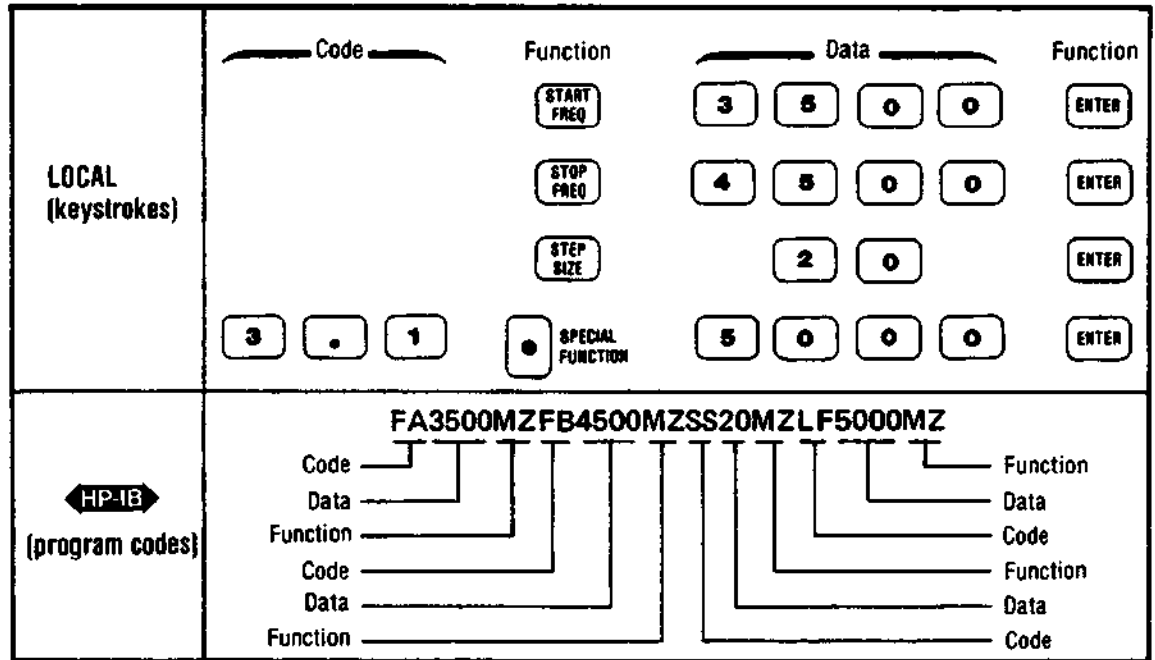 Code Function Data Function
START FREQ 3 5 0 0 ENTER
LOCAL (keystrokes)
STOP FREQ 4 5 0 0 ENTER
STEP SIZE 2 0 ENTER
3 . 1 SPECIAL FUNCTION 5 0 0 0 ENTER
HP-IB
(program codes)
FA3500MZFB4500MZSS20MZLF5000MZ
Code Function
Data Data
Function Code
Code Function
Data Data
Function Code